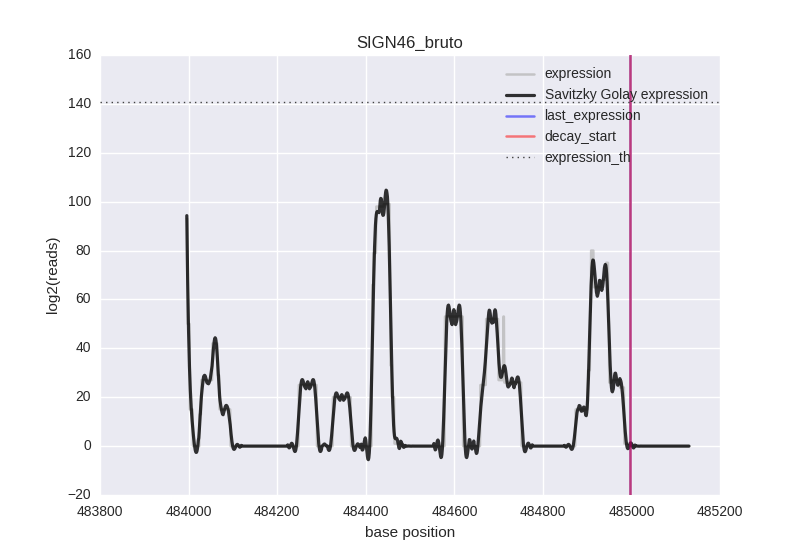 SIGN46_bruto
160
140
120
100
80
60
40
20
0
−20
log2(reads)
expression
Savitzky Golay expression
last_expression
decay_start
expression_th
483800 484000 484200 484400 484600 484800 485000 485200
base position